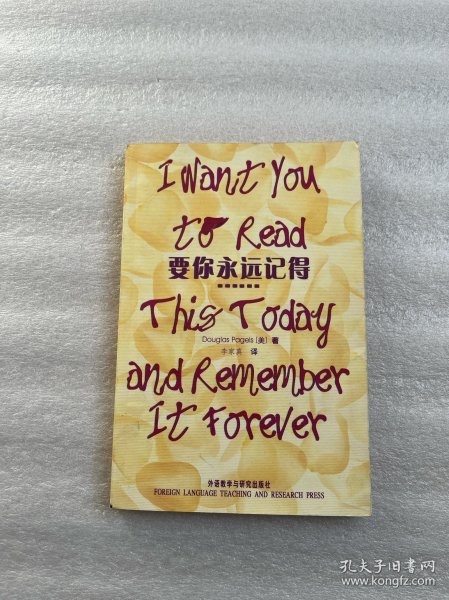 I Want You
to Read
要你永远记得
This Today
Douglas Pagels [美] 著
李家真 译
and Remember
It Forever
外语教学与研究出版社
FOREIGN LANGUAGE TEACHING AND RESEARCH PRESS
孔夫子旧书网
www.kongfz.com